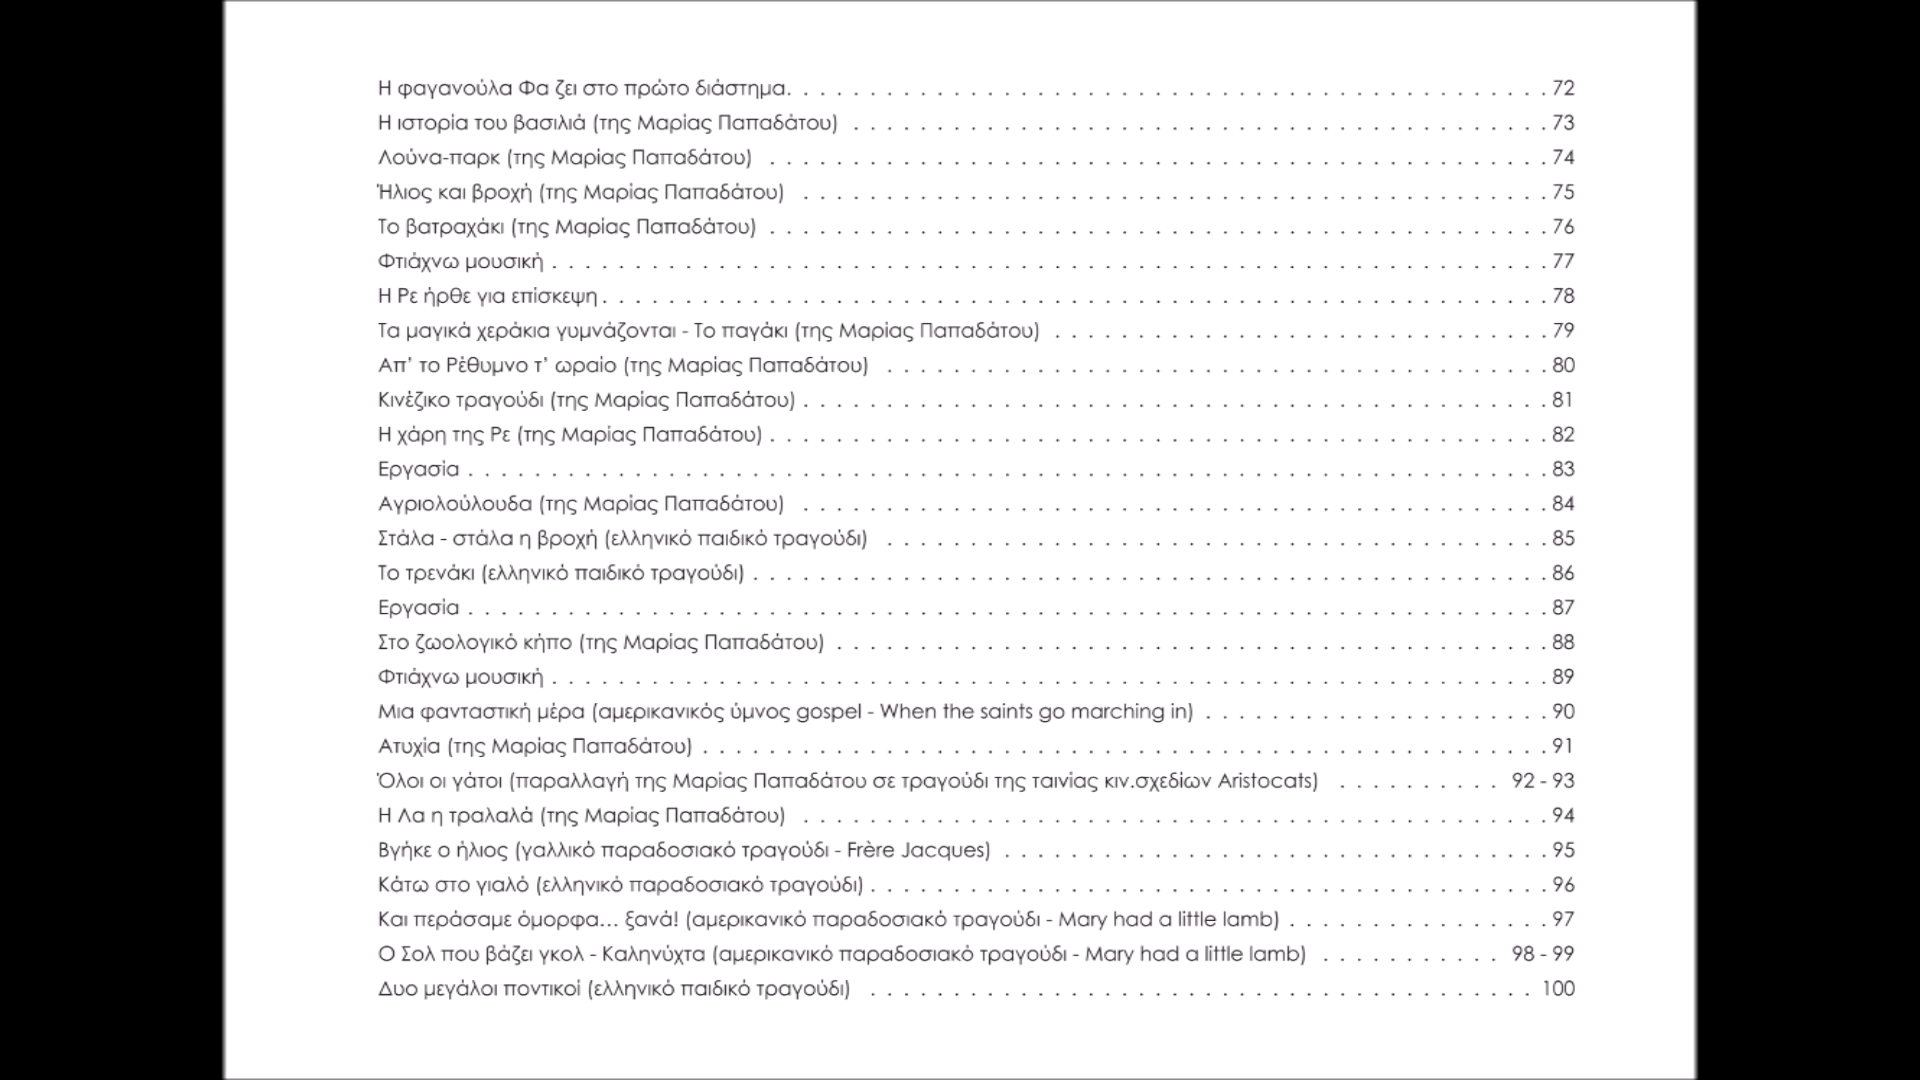 Η φαγανούλα Φα ζει στο πρώτο διάστημα. . . . . . . . . . . . . . . . . . . . . . . . . . . . . . 72
Η ιστορία του βασιλιά (της Μαρίας Παπαδάτου) . . . . . . . . . . . . . . . . . . . . . . . . . . . . . . 73
Λούνα-παρκ (της Μαρίας Παπαδάτου) . . . . . . . . . . . . . . . . . . . . . . . . . . . . . . 74
Ήλιος και βροχή (της Μαρίας Παπαδάτου) . . . . . . . . . . . . . . . . . . . . . . . . . . . . . . 75
Το βατραχάκι (της Μαρίας Παπαδάτου) . . . . . . . . . . . . . . . . . . . . . . . . . . . . . . 76
Φτιάχνω μουσική . . . . . . . . . . . . . . . . . . . . . . . . . . . . . . 77
Η Ρε ήρθε για επίσκεψη . . . . . . . . . . . . . . . . . . . . . . . . . . . . . . 78
Τα μαγικά χεράκια γυμνάζονται - Το παγάκι (της Μαρίας Παπαδάτου) . . . . . . . . . . . . . . . . . . . . 79
Απ’ το Ρέθυμνο τ’ ωραίο (της Μαρίας Παπαδάτου) . . . . . . . . . . . . . . . . . . . . . . . . . . . . . . 80
Κινέζικο τραγούδι (της Μαρίας Παπαδάτου) . . . . . . . . . . . . . . . . . . . . . . . . . . . . . . 81
Η χάρη της Ρε (της Μαρίας Παπαδάτου) . . . . . . . . . . . . . . . . . . . . . . . . . . . . . . 82
Εργασία . . . . . . . . . . . . . . . . . . . . . . . . . . . . . . 83
Αγριολούλουδα (της Μαρίας Παπαδάτου) . . . . . . . . . . . . . . . . . . . . . . . . . . . . . . 84
Στάλα - στάλα η βροχή (ελληνικό παιδικό τραγούδι) . . . . . . . . . . . . . . . . . . . . . . . . . . . . . . 85
Το τρενάκι (ελληνικό παιδικό τραγούδι) . . . . . . . . . . . . . . . . . . . . . . . . . . . . . . 86
Εργασία . . . . . . . . . . . . . . . . . . . . . . . . . . . . . . 87
Στο ζωολογικό κήπο (της Μαρίας Παπαδάτου) . . . . . . . . . . . . . . . . . . . . . . . . . . . . . . 88
Φτιάχνω μουσική . . . . . . . . . . . . . . . . . . . . . . . . . . . . . . 89
Μια φανταστική μέρα (αμερικανικός ύμνος gospel - When the saints go marching in) . . . . . . . . . . . . . . . . . . . . 90
Ατυχία (της Μαρίας Παπαδάτου) . . . . . . . . . . . . . . . . . . . . . . . . . . . . . . 91
Όλοι οι γάτοι (παραλλαγή της Μαρίας Παπαδάτου σε τραγούδι της ταινίας κιν.σχεδίων Aristocats) . . . . . . . . . . 92 - 93
Η Λα η τραλαλά (της Μαρίας Παπαδάτου) . . . . . . . . . . . . . . . . . . . . . . . . . . . . . . 94
Βγήκε ο ήλιος (γαλλικό παραδοσιακό τραγούδι - Frère Jacques) . . . . . . . . . . . . . . . . . . . . . . . . . 95
Κάτω στο γιαλό (ελληνικό παραδοσιακό τραγούδι) . . . . . . . . . . . . . . . . . . . . . . . . . . . . . . 96
Και περάσαμε όμορφα... ξανά! (αμερικανικό παραδοσιακό τραγούδι - Mary had a little lamb) . . . . . . . . . . . . . . . . 97
Ο Σολ που βάζει γκολ - Καληνύχτα (αμερικανικό παραδοσιακό τραγούδι - Mary had a little lamb) . . . . . . . . . . . 98 - 99
Δυο μεγάλοι ποντικοί (ελληνικό παιδικό τραγούδι) . . . . . . . . . . . . . . . . . . . . . . . . . . . . . . 100